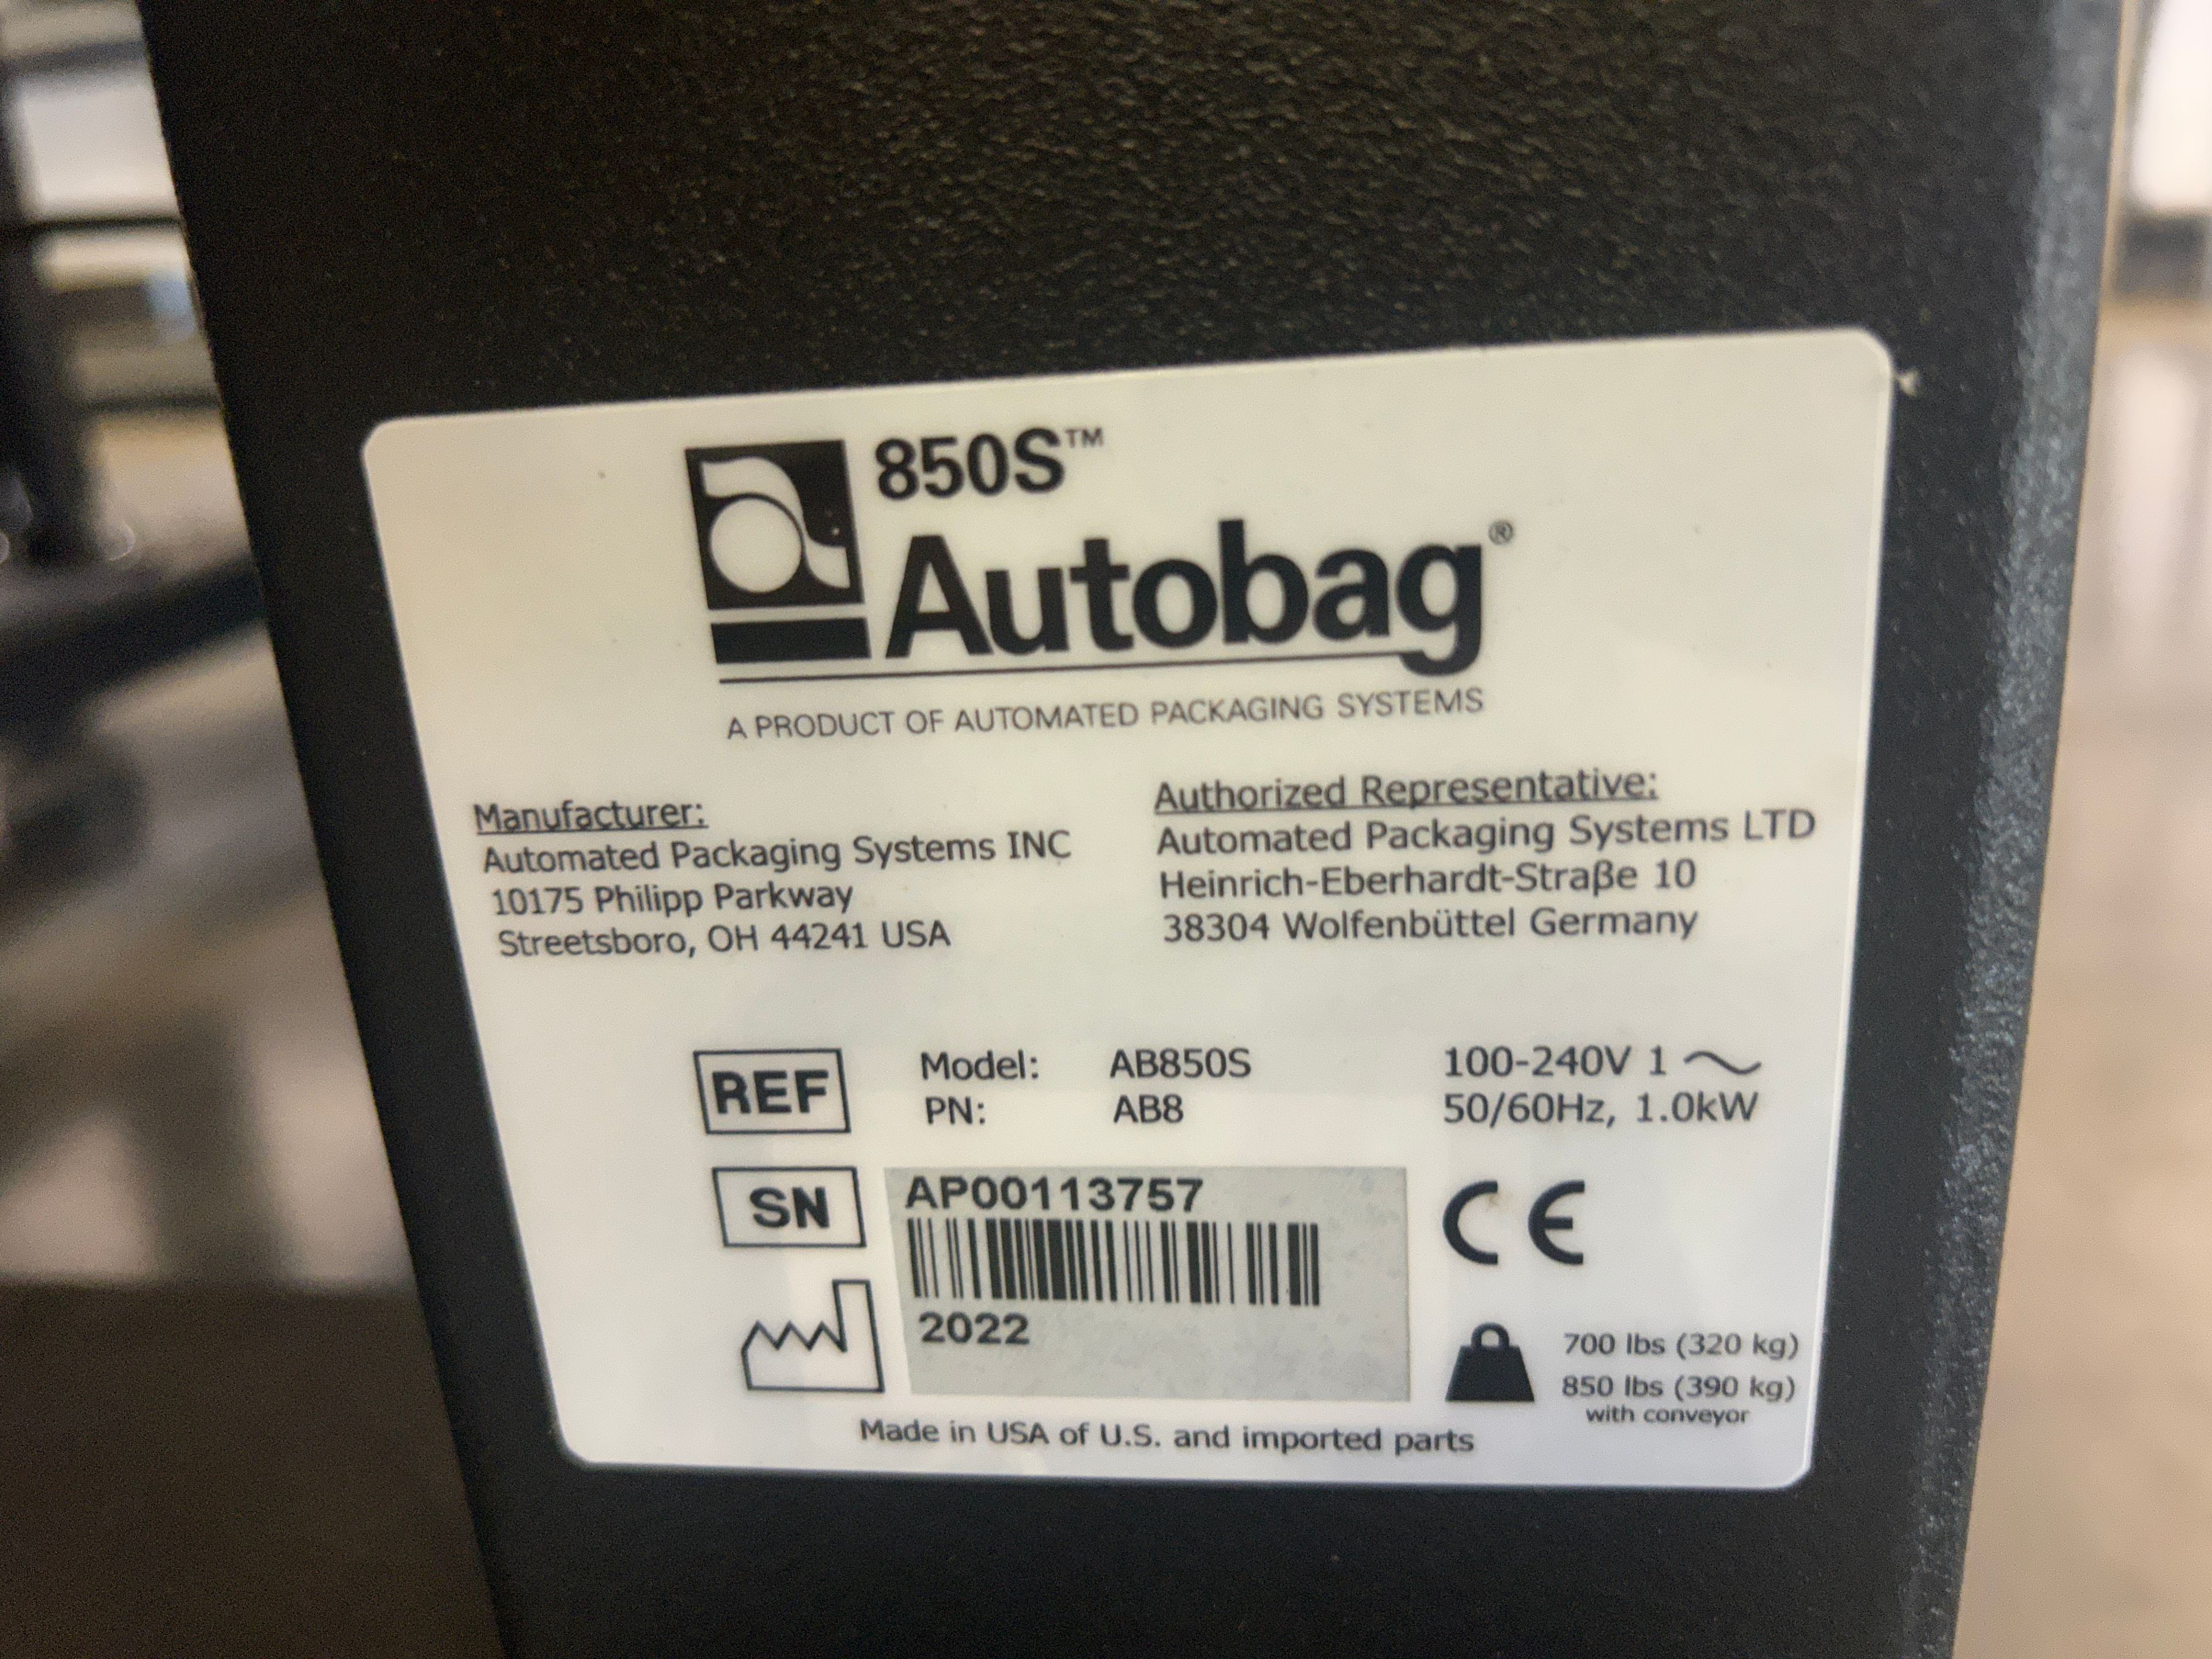 850S™
Autobag®
A PRODUCT OF AUTOMATED PACKAGING SYSTEMS
Manufacturer:
Automated Packaging Systems INC
10175 Philipp Parkway
Streetsboro, OH 44241 USA
Authorized Representative:
Automated Packaging Systems LTD
Heinrich-Eberhardt-Straße 10
38304 Wolfenbüttel Germany
REF
Model: AB850S
PN: AB8
100-240V 1 ~
50/60Hz, 1.0kW
SN
AP00113757
2022
CE
700 lbs (320 kg)
850 lbs (390 kg)
with conveyor
Made in USA of U.S. and imported parts